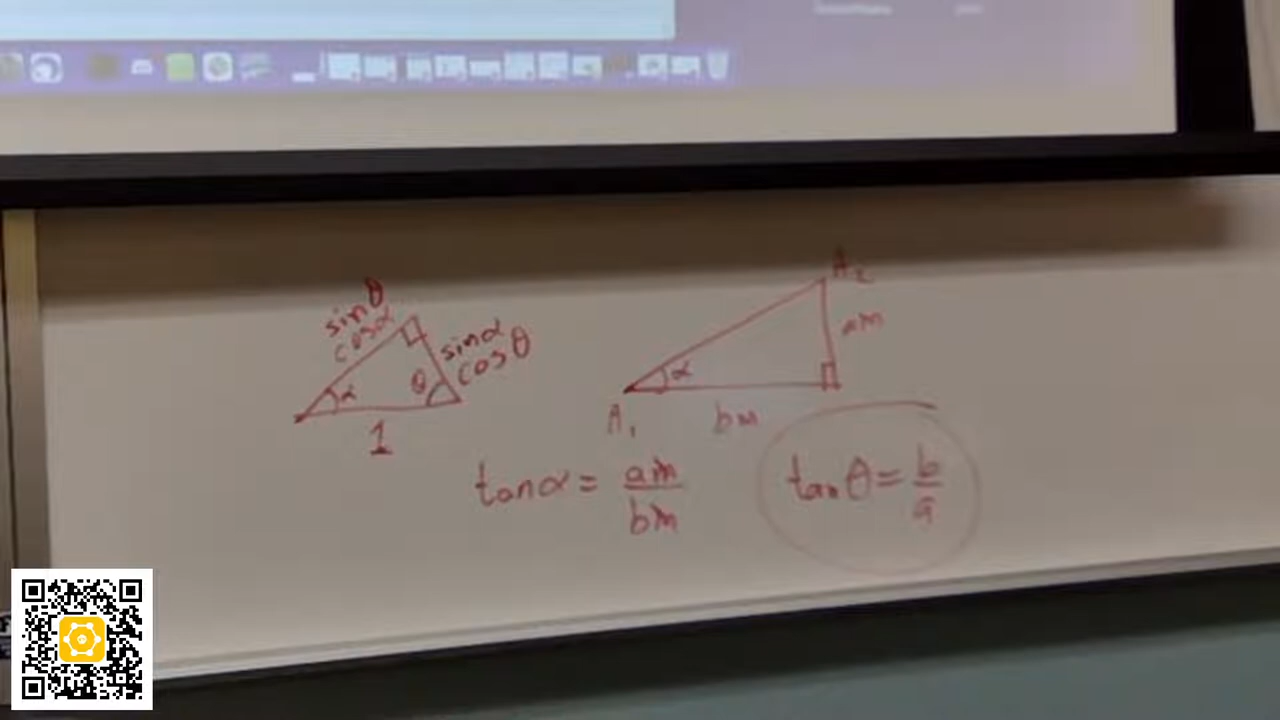 sinθ
cosα
sinα
cosθ
α
θ
1
A₂
am
α
A₁
bm
tanα = am/bm
tanθ = b/a